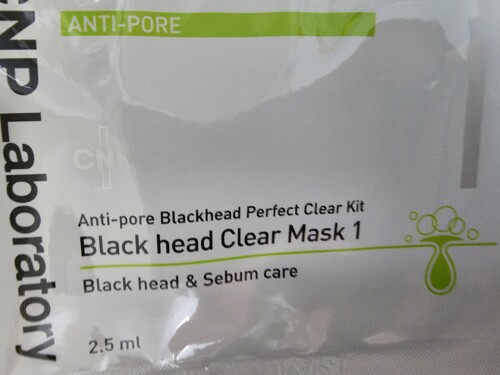 ANTI-PORE
CNP Laboratory
CN
Anti-pore Blackhead Perfect Clear Kit
Black head Clear Mask 1
Black head & Sebum care
2.5 ml